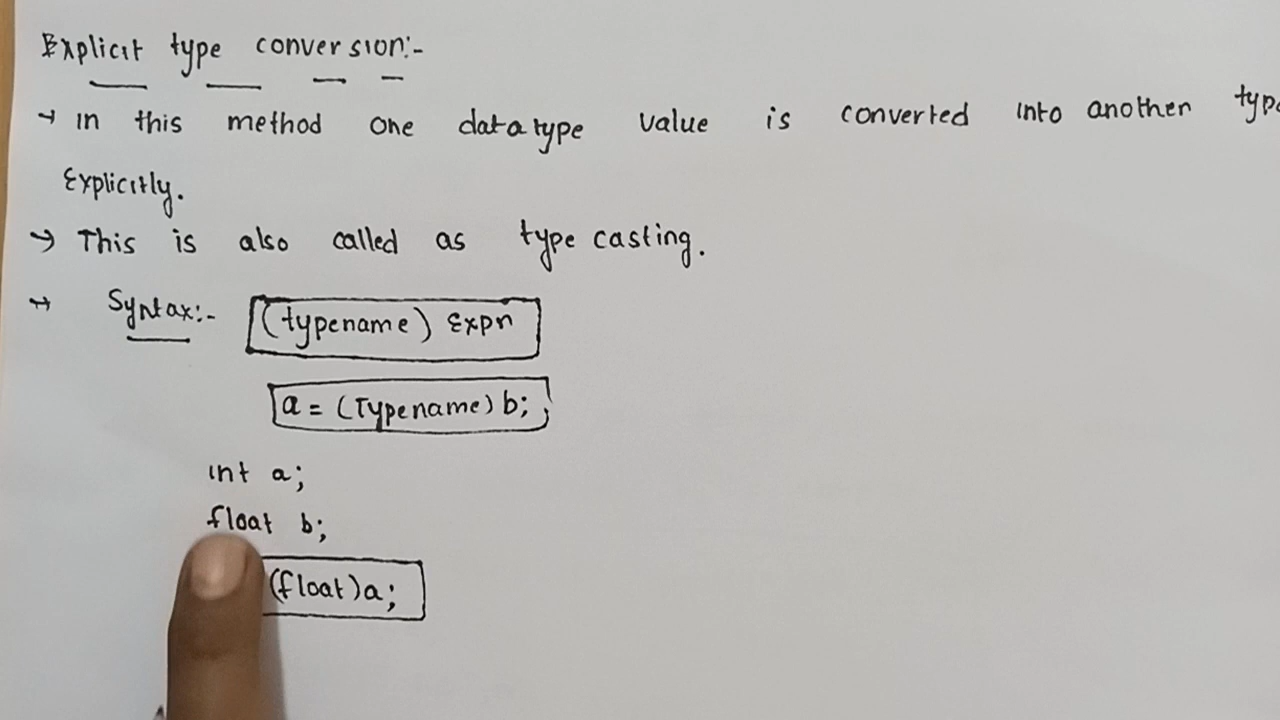 Explicit type conversion:-
→ in this method one datatype value is converted into another type
Explicitly.
→ This is also called as type casting.
→ Syntax:- (typename) Expn
a = (Typename) b;
int a;
float b;
(float)a;